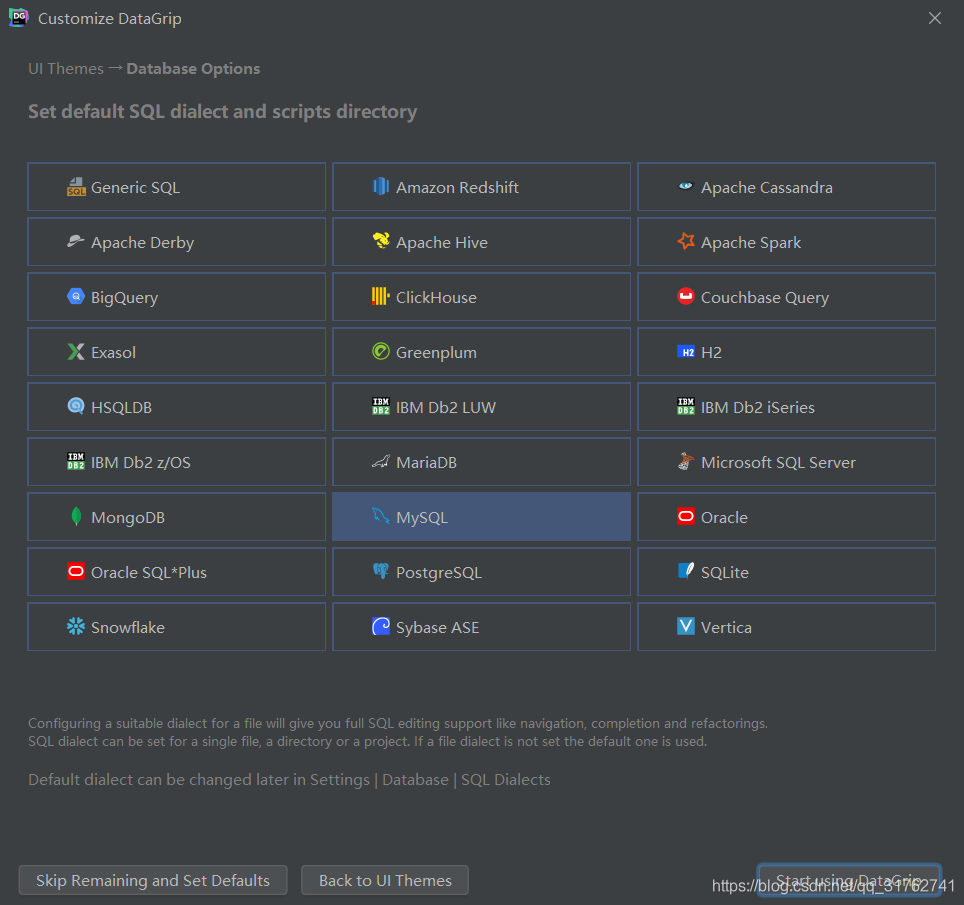 Customize DataGrip
UI Themes → Database Options
Set default SQL dialect and scripts directory
Generic SQL
Amazon Redshift
Apache Cassandra
Apache Derby
Apache Hive
Apache Spark
BigQuery
ClickHouse
Couchbase Query
Exasol
Greenplum
H2
HSQLDB
IBM Db2 LUW
IBM Db2 iSeries
IBM Db2 z/OS
MariaDB
Microsoft SQL Server
MongoDB
MySQL
Oracle
Oracle SQL*Plus
PostgreSQL
SQLite
Snowflake
Sybase ASE
Vertica
Configuring a suitable dialect for a file will give you full SQL editing support like navigation, completion and refactorings.
SQL dialect can be set for a single file, a directory or a project. If a file dialect is not set the default one is used.
Default dialect can be changed later in Settings | Database | SQL Dialects
Skip Remaining and Set Defaults
Back to UI Themes
Start using DataGrip
https://blog.csdn.net/qq_31762741